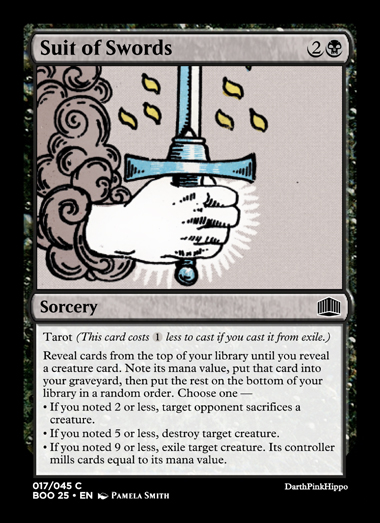 Suit of Swords 2
Sorcery
Tarot (This card costs 1 less to cast if you cast it from exile.)
Reveal cards from the top of your library until you reveal
a creature card. Note its mana value, put that card into
your graveyard, then put the rest on the bottom of your
library in a random order. Choose one —
• If you noted 2 or less, target opponent sacrifices a
creature.
• If you noted 5 or less, destroy target creature.
• If you noted 9 or less, exile target creature. Its controller
mills cards equal to its mana value.
017/045 C
BOO 25 • EN Pamela Smith DarthPinkHippo